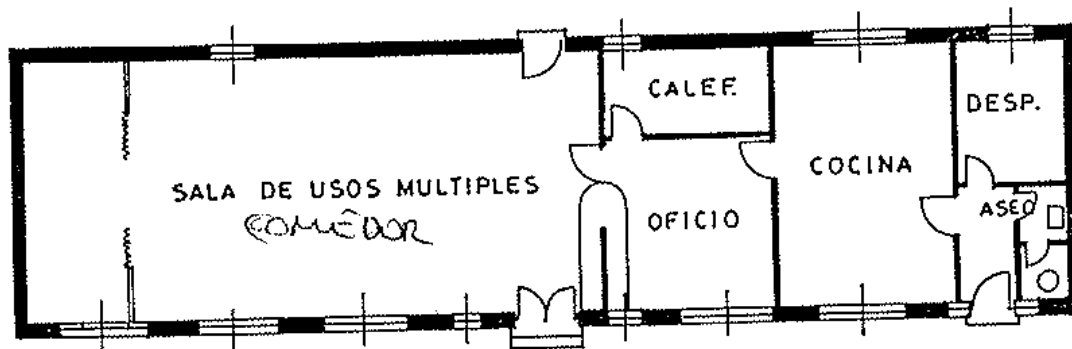 CALEF.
DESP.
COCINA
SALA DE USOS MULTIPLES
COMEDOR
OFICIO
ASEO